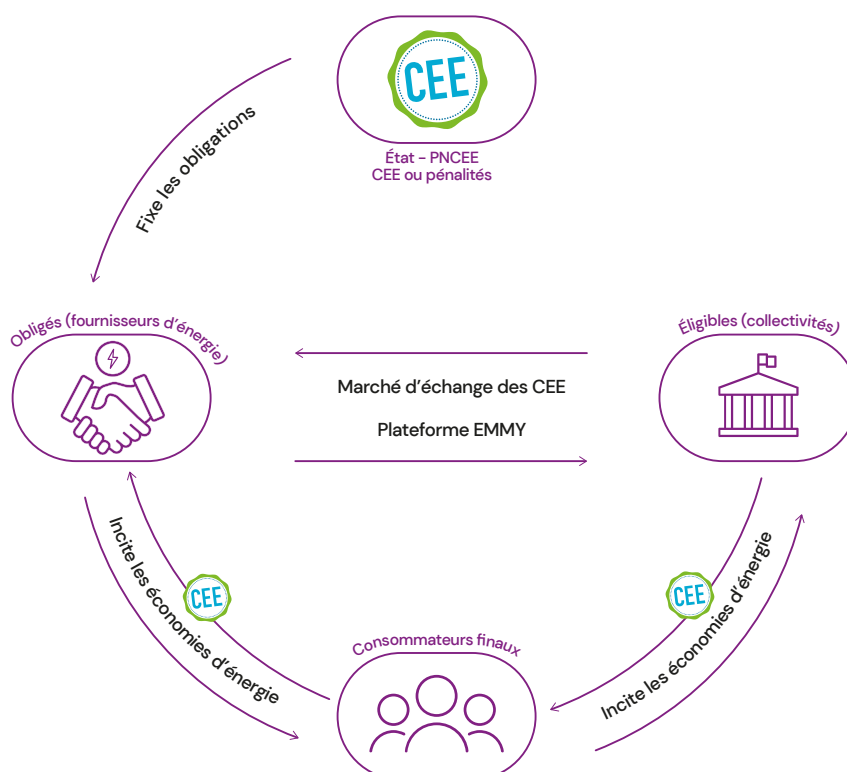 CEE
État - PNCEE
CEE ou pénalités
Fixe les obligations
Obligés (fournisseurs d'énergie)
Éligibles (collectivités)
Marché d'échange des CEE
Plateforme EMMY
Incite les économies d'énergie
CEE
CEE
Incite les économies d'énergie
Consommateurs finaux